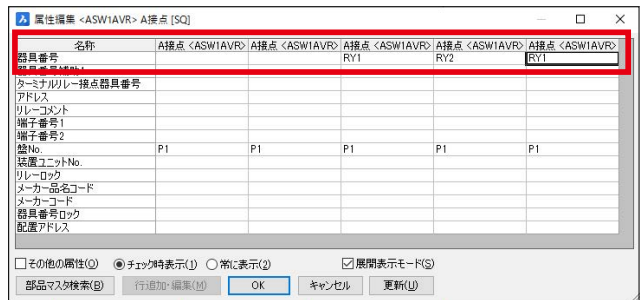 属性編集 <ASW1AVR> A接点 [SQ]
名称 A接点 <ASW1AVR> A接点 <ASW1AVR> A接点 <ASW1AVR> A接点 <ASW1AVR> A接点 <ASW1AVR>
器具番号 RY1 RY2 RY1
器具番号補助1
ターミナルリレー接点器具番号
アドレス
リレーコメント
端子番号1
端子番号2
盤No. P1 P1 P1 P1 P1
装置ユニットNo.
リレーロック
メーカー品名コード
メーカーコード
器具番号ロック
配置アドレス
その他の属性(O) チェック時表示(1) 常に表示(2) 展開表示モード(S)
部品マスタ検索(B) 行追加・編集(M) OK キャンセル 更新(U)